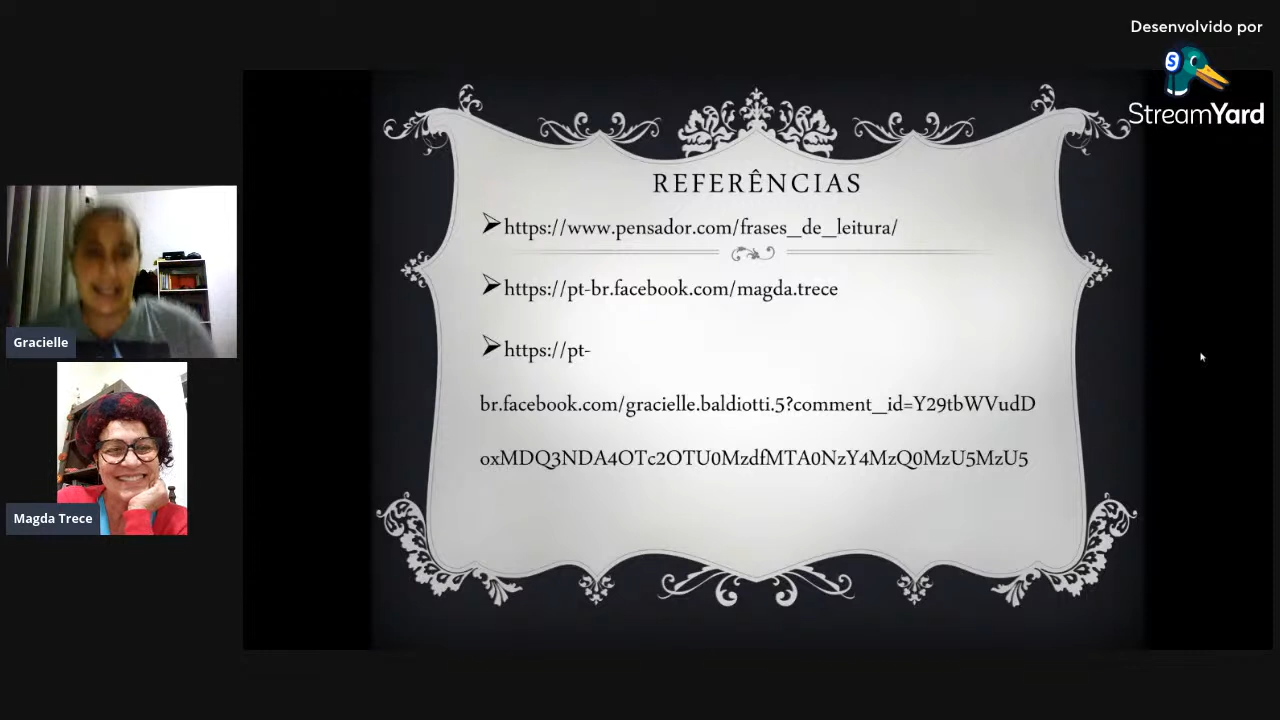 Desenvolvido por
StreamYard
REFERÊNCIAS
➢https://www.pensador.com/frases_de_leitura/
➢https://pt-br.facebook.com/magda.trece
➢https://pt-
br.facebook.com/gracielle.baldiotti.5?comment_id=Y29tbWVudD
oxMDQ3NDA4OTc2OTU0MzdfMTA0NzY4MzQ0MzU5MzU5
Gracielle
Magda Trece